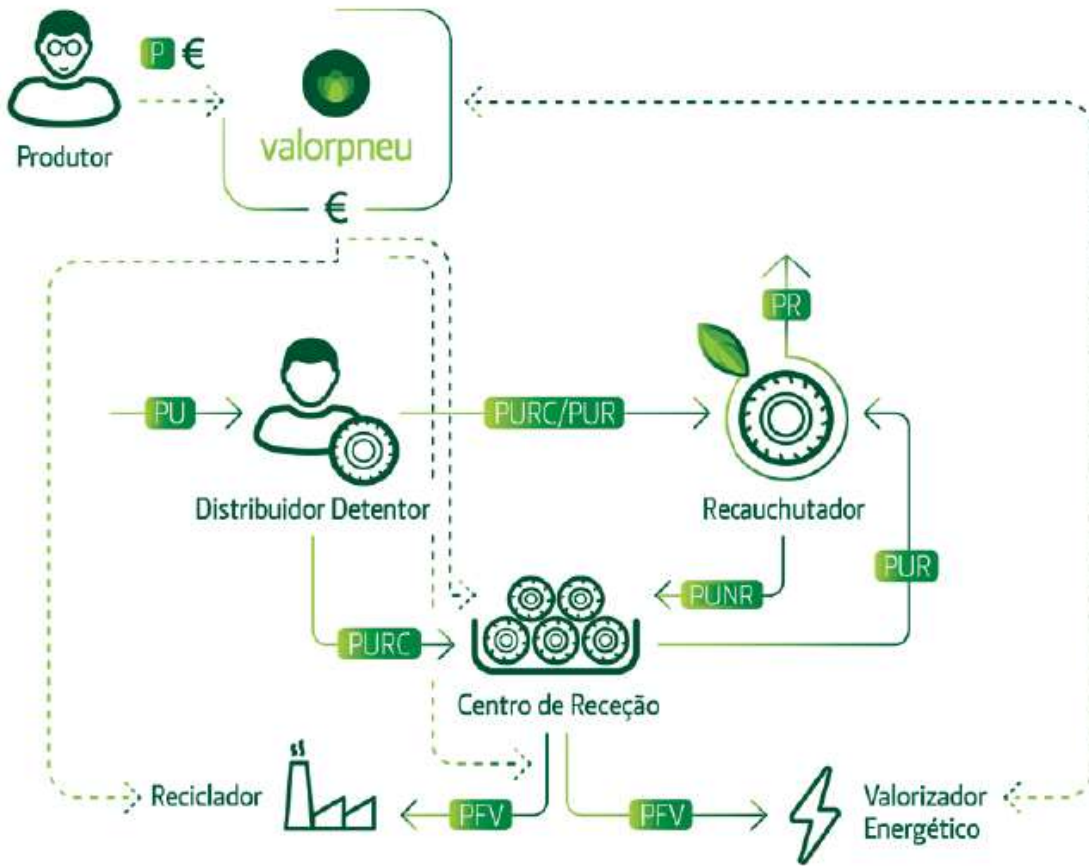 P €
Produtor
valorpneu
€
PR
PU
PURC/PUR
Distribuidor Detentor
Recauchutador
PUR
PUNR
PURC
Centro de Receção
Reciclador
PFV
PFV
Valorizador
Energético